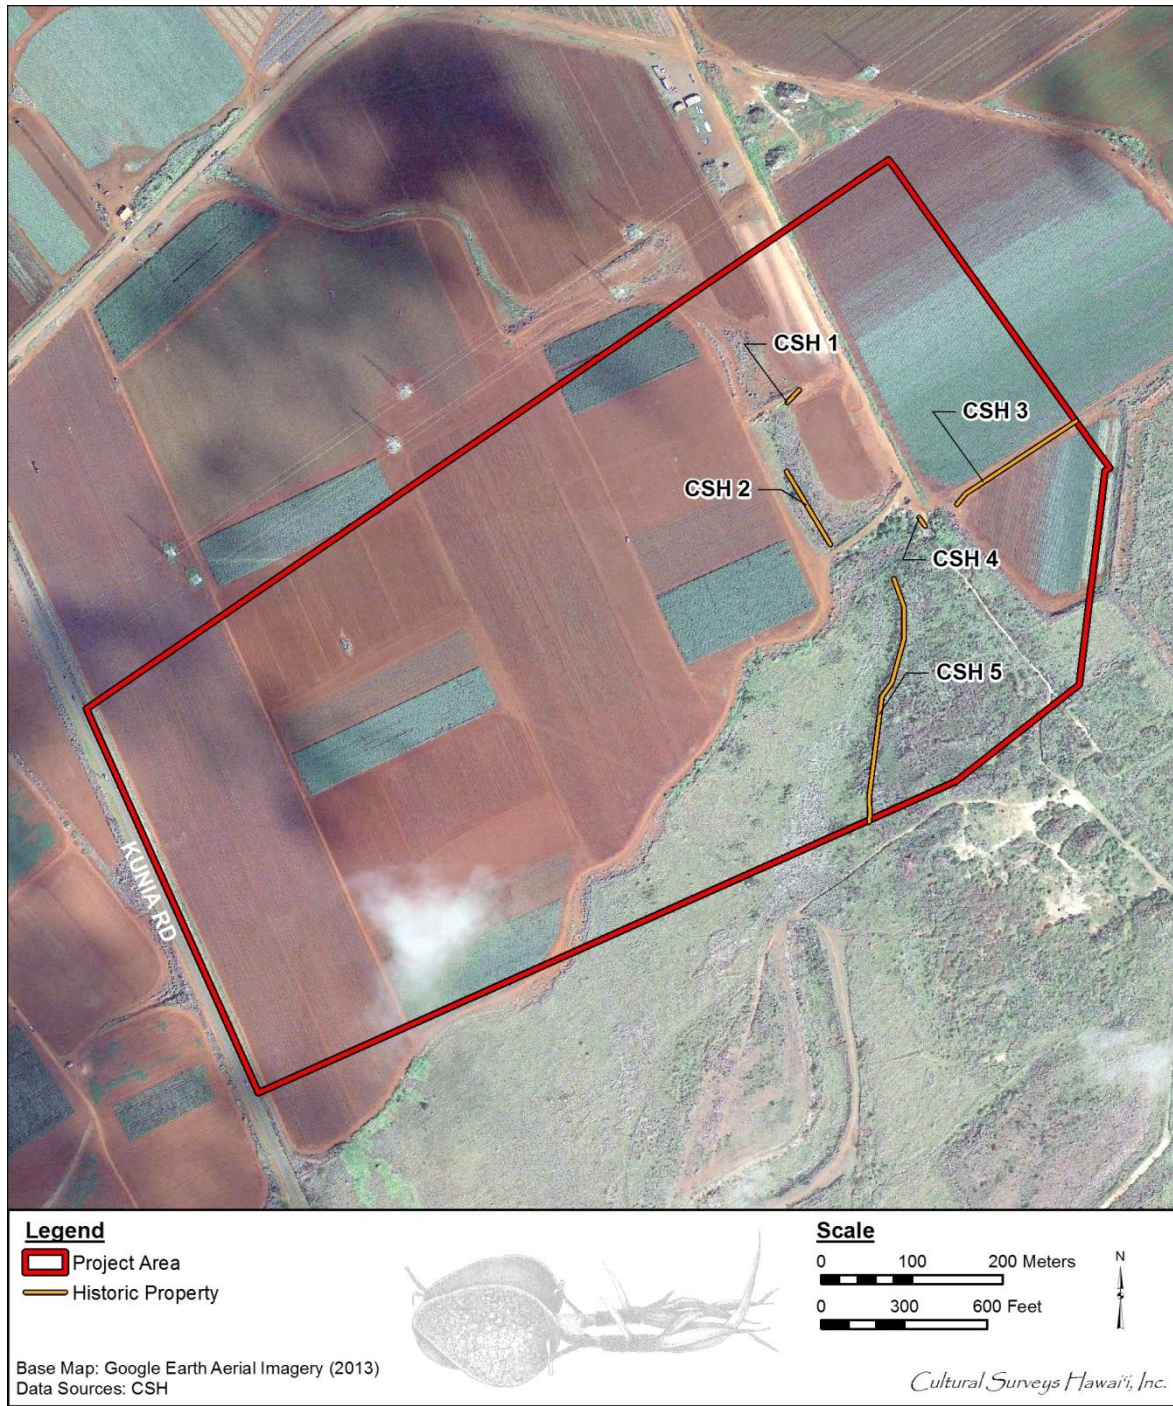 CSH 1
CSH 3
CSH 2
CSH 4
CSH 5
KUNIA RD
Legend
Project Area
Historic Property
Base Map: Google Earth Aerial Imagery (2013)
Data Sources: CSH
Scale
0 100 200 Meters
0 300 600 Feet
N
S
Cultural Surveys Hawai‘i, Inc.